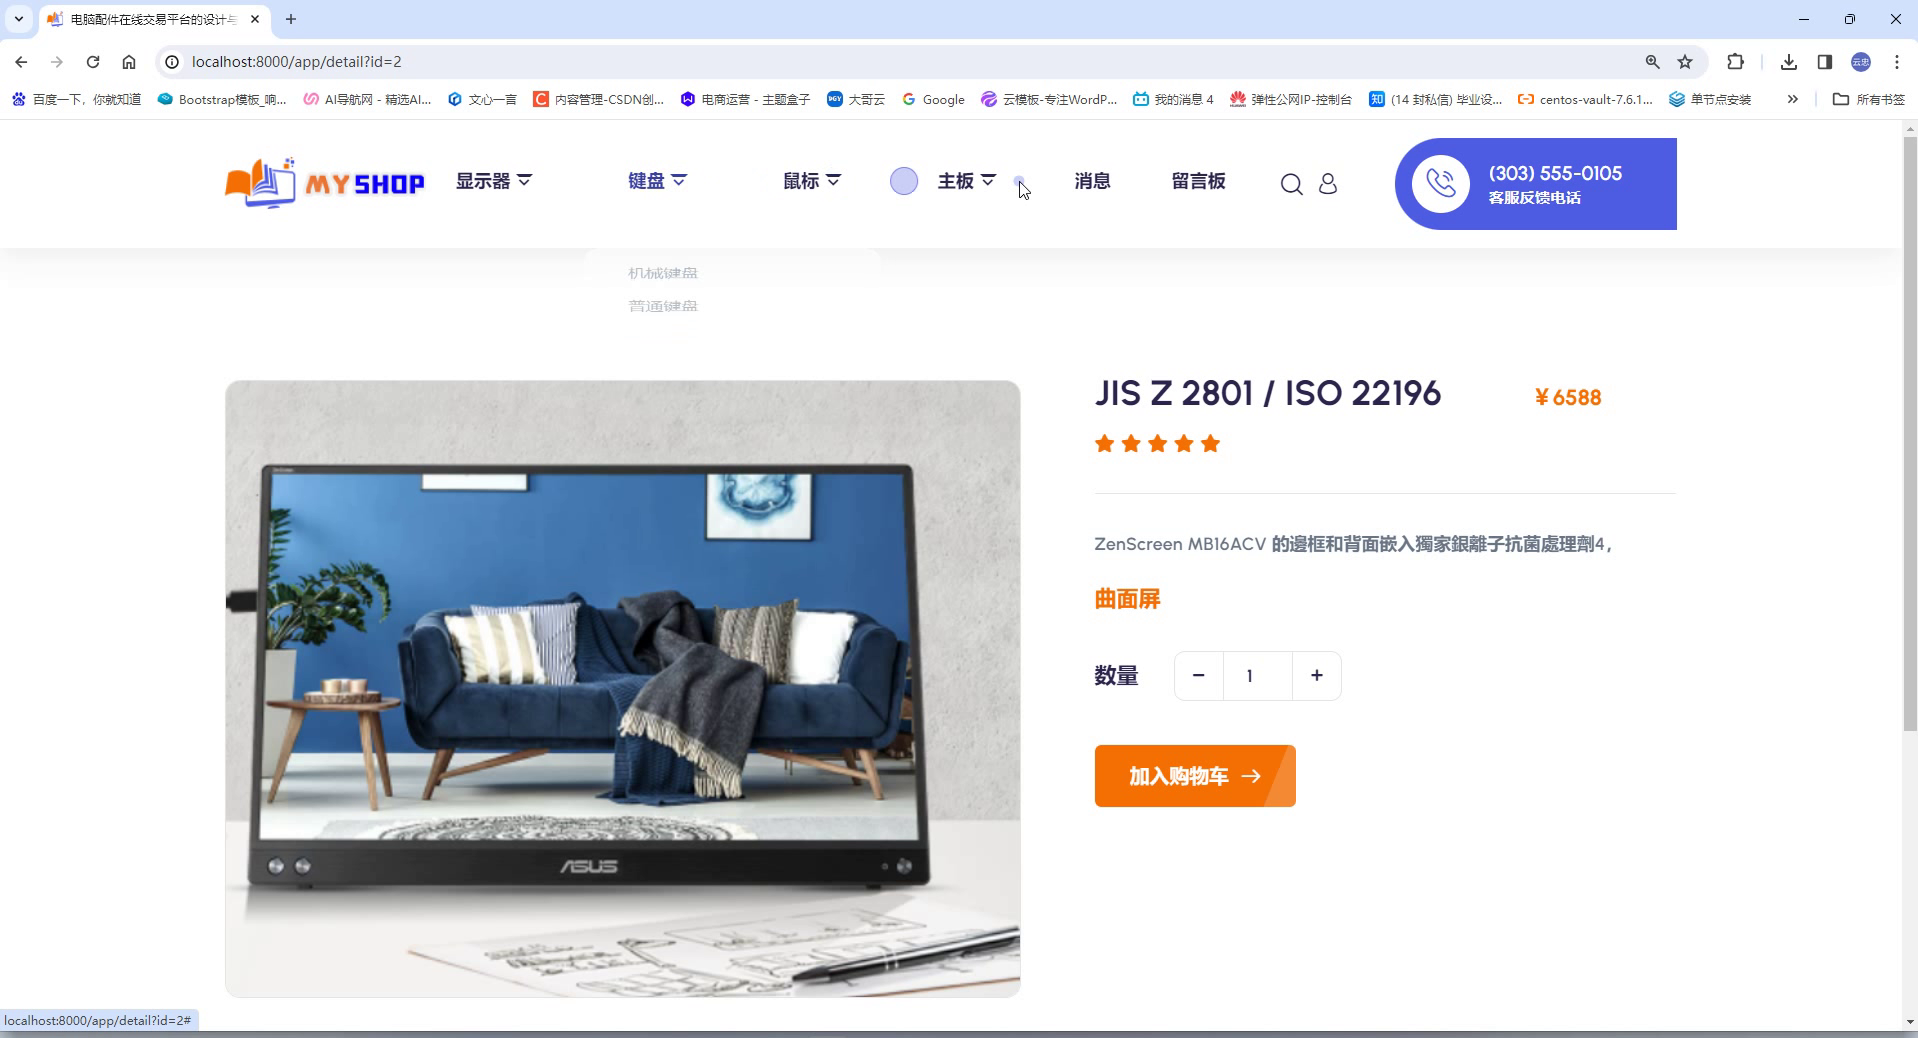 电脑配件在线交易平台的设计与
localhost:8000/app/detail?id=2
百度一下，你就知道
Bootstrap模板_响...
AI导航网 - 精选AI...
文心一言
内容管理-CSDN创...
电商运营 - 主题盒子
大哥云
Google
云模板-专注WordP...
我的消息 4
弹性公网IP-控制台
(14 封私信) 毕业设...
centos-vault-7.6.1...
单节点安装
所有书签
云忠
MYSHOP
显示器
键盘
鼠标
主板
消息
留言板
(303) 555-0105
客服反馈电话
机械键盘
普通键盘
JIS Z 2801 / ISO 22196
¥ 6588
ZenScreen MB16ACV 的邊框和背面嵌入獨家銀離子抗菌處理劑4，
曲面屏
数量
1
加入购物车
ASUS
localhost:8000/app/detail?id=2#